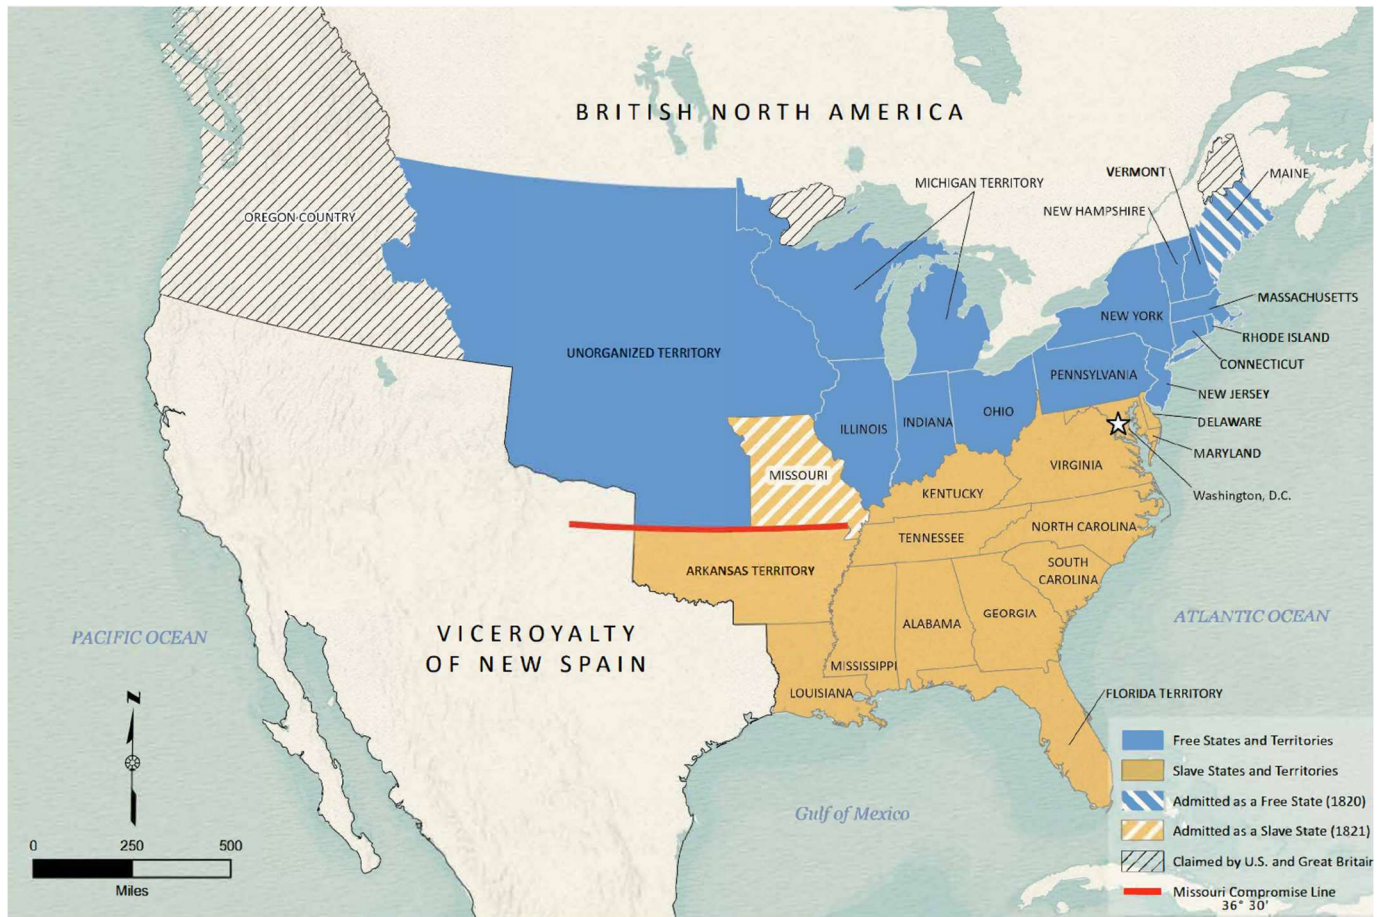 BRITISH NORTH AMERICA
VERMONT
MAINE
MICHIGAN TERRITORY
NEW HAMPSHIRE
OREGON COUNTRY
MASSACHUSETTS
NEW YORK
RHODE ISLAND
UNORGANIZED TERRITORY
CONNECTICUT
PENNSYLVANIA
NEW JERSEY
OHIO
INDIANA
ILLINOIS
DELAWARE
MARYLAND
VIRGINIA
MISSOURI
KENTUCKY
Washington, D.C.
NORTH CAROLINA
TENNESSEE
SOUTH
CAROLINA
ARKANSAS TERRITORY
GEORGIA
ALABAMA
ATLANTIC OCEAN
PACIFIC OCEAN
VICEROYALTY
OF NEW SPAIN
MISSISSIPPI
LOUISIANA
FLORIDA TERRITORY
N
Gulf of Mexico
0 250 500
Miles
Free States and Territories
Slave States and Territories
Admitted as a Free State (1820)
Admitted as a Slave State (1821)
Claimed by U.S. and Great Britain
Missouri Compromise Line
36° 30'